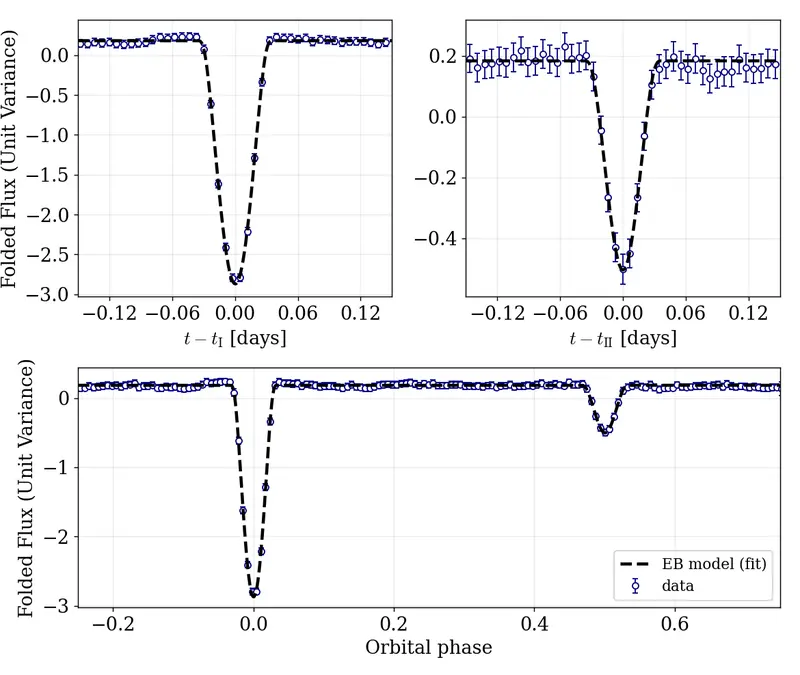 Folded Flux (Unit Variance)
0.0
−0.5
−1.0
−1.5
−2.0
−2.5
−3.0
−0.12 −0.06 0.00 0.06 0.12
t − tI [days]
0.2
0.0
−0.2
−0.4
−0.12 −0.06 0.00 0.06 0.12
t − tII [days]
Folded Flux (Unit Variance)
0
−1
−2
−3
−0.2 0.0 0.2 0.4 0.6
Orbital phase
EB model (fit)
data